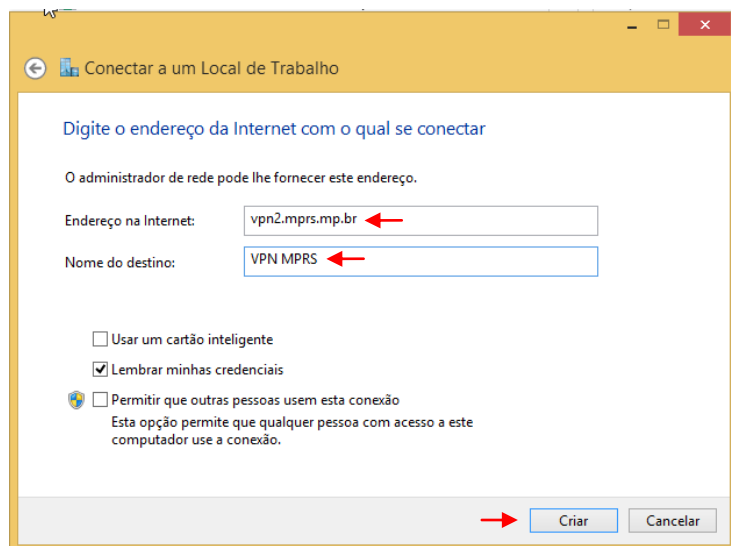 Conectar a um Local de Trabalho
Digite o endereço da Internet com o qual se conectar
O administrador de rede pode lhe fornecer este endereço.
Endereço na Internet: vpn2.mprs.mp.br
Nome do destino: VPN MPRS
Usar um cartão inteligente
Lembrar minhas credenciais
Permitir que outras pessoas usem esta conexão
Esta opção permite que qualquer pessoa com acesso a este
computador use a conexão.
Criar Cancelar